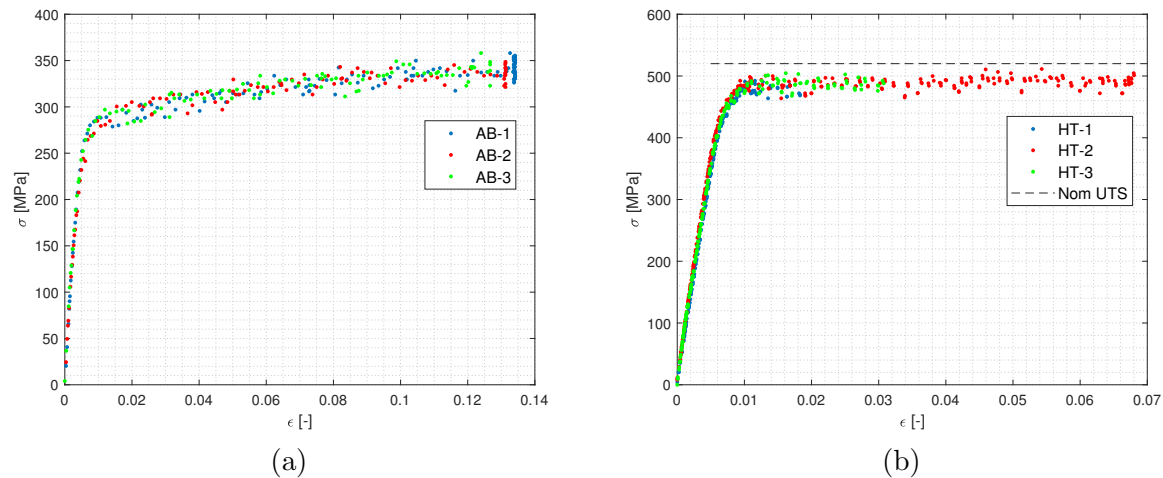 400
350
300
250
200
150
100
50
0
σ [MPa]
0 0.02 0.04 0.06 0.08 0.1 0.12 0.14
ϵ [-]
AB-1
AB-2
AB-3
(a)
600
500
400
300
200
100
0
σ [MPa]
0 0.01 0.02 0.03 0.04 0.05 0.06 0.07
ϵ [-]
HT-1
HT-2
HT-3
Nom UTS
(b)